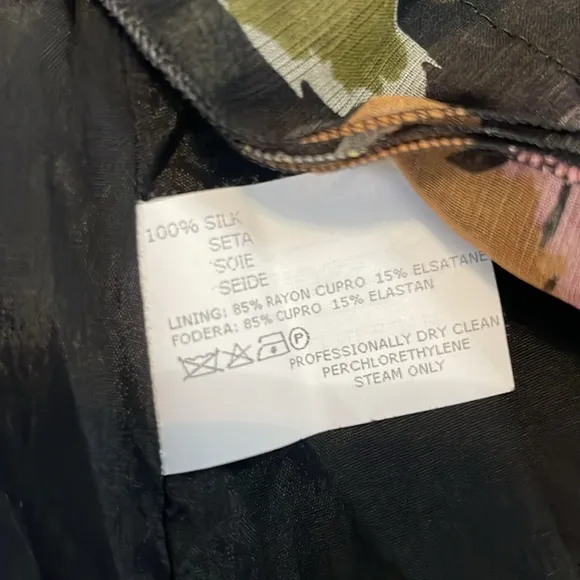 100% SILK
SETA
SOIE
SEIDE
LINING: 85% RAYON CUPRO 15% ELSATANE
FODERA: 85% CUPRO 15% ELASTAN
P
PROFESSIONALLY DRY CLEAN
PERCHLORETHYLENE
STEAM ONLY